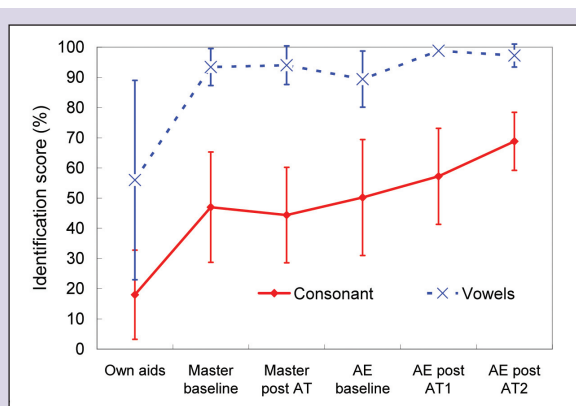 100
90
80
70
60
50
40
30
20
10
0
Identification score (%)
Consonant
Vowels
Own aids
Master baseline
Master post AT
AE baseline
AE post AT1
AE post AT2